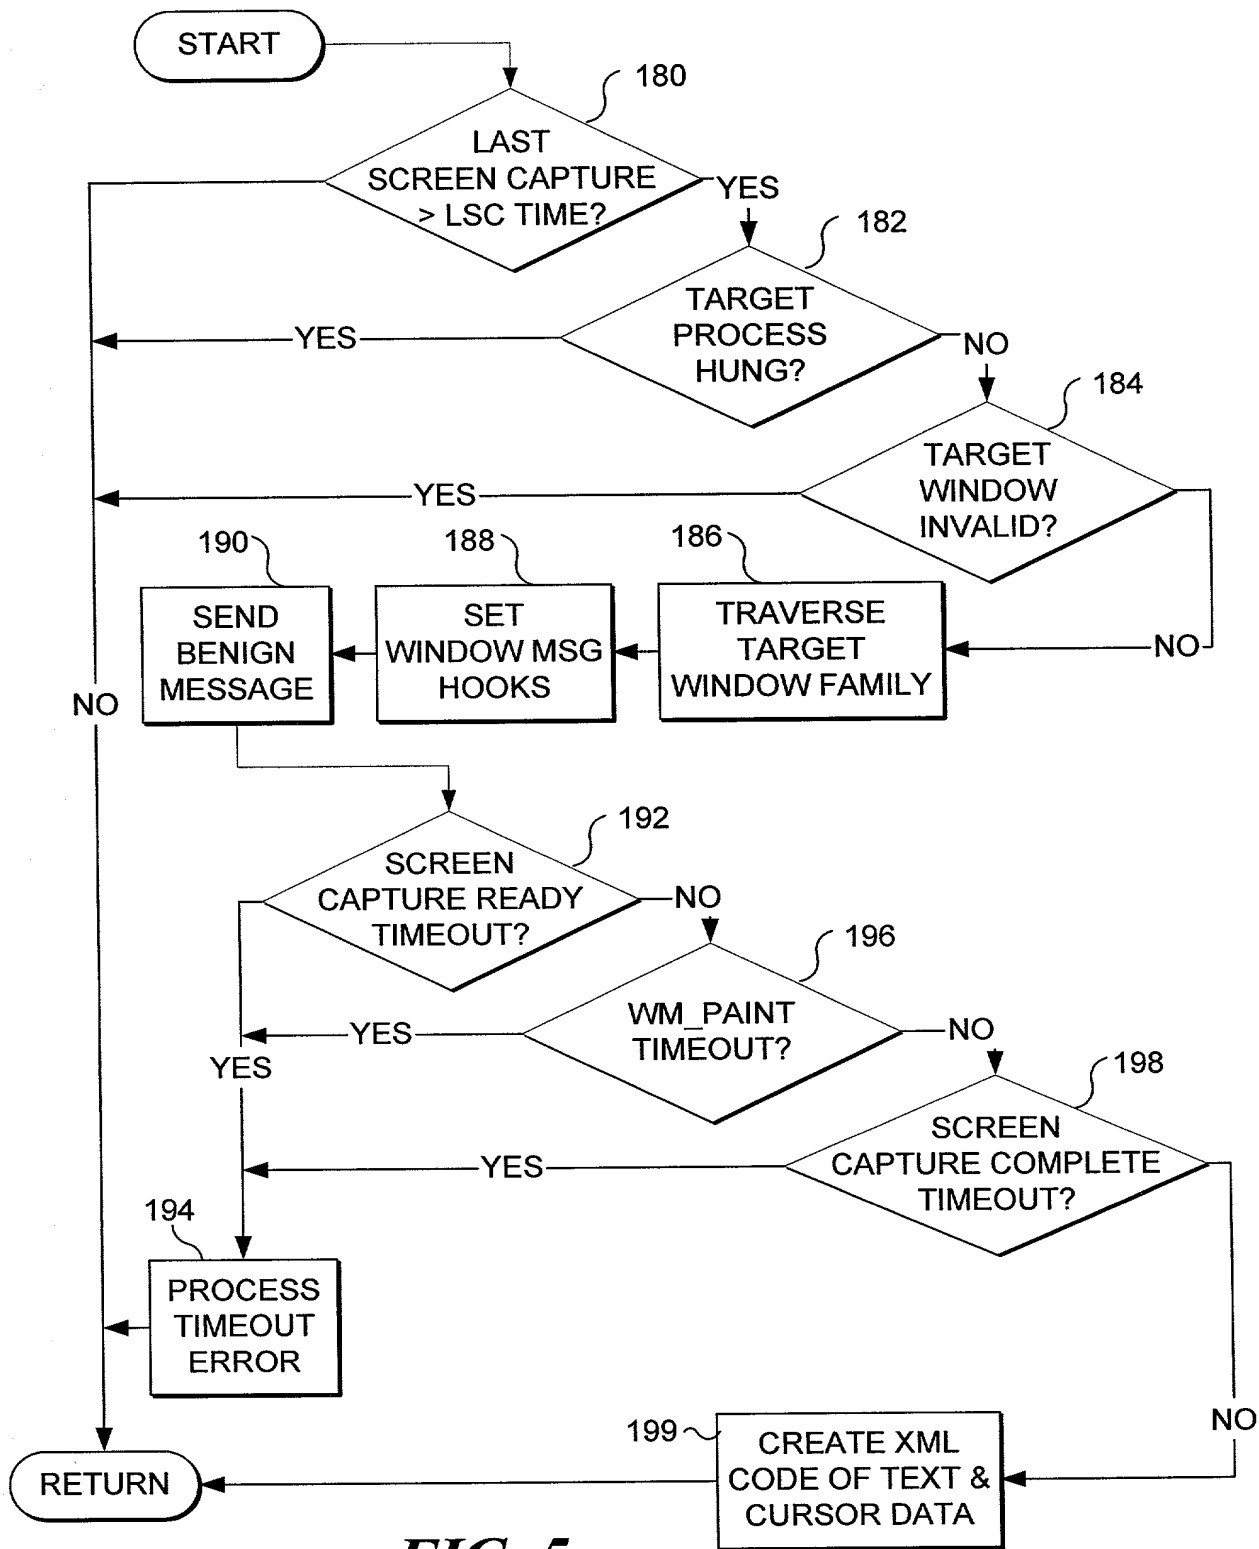 START
180
LAST
SCREEN CAPTURE
> LSC TIME?
YES
182
TARGET
PROCESS
HUNG?
YES
NO
184
TARGET
WINDOW
INVALID?
YES
NO
186
TRAVERSE
TARGET
WINDOW FAMILY
188
SET
WINDOW MSG
HOOKS
190
SEND
BENIGN
MESSAGE
NO
192
SCREEN
CAPTURE READY
TIMEOUT?
NO
YES
196
WM_PAINT
TIMEOUT?
YES
NO
198
SCREEN
CAPTURE COMPLETE
TIMEOUT?
YES
NO
194
PROCESS
TIMEOUT
ERROR
199
CREATE XML
CODE OF TEXT &
CURSOR DATA
RETURN
FIG. 5